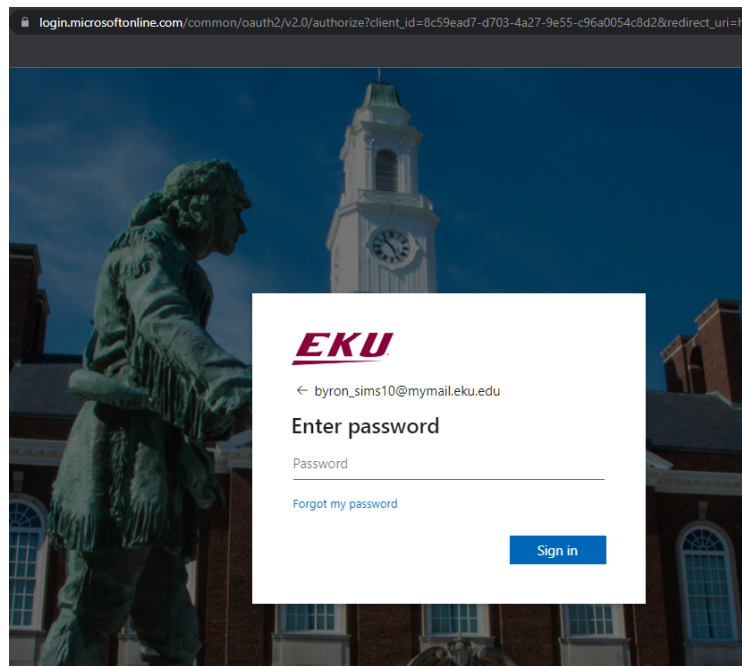 login.microsoftonline.com/common/oauth2/v2.0/authorize?client_id=8c59ead7-d703-4a27-9e55-c96a0054c8d2&redirect_uri=h
EKU
← byron_sims10@mymail.eku.edu
Enter password
Password
Forgot my password
Sign in